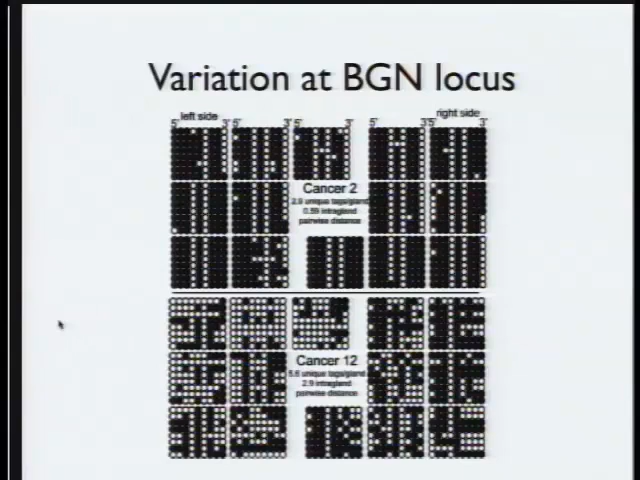 Variation at BGN locus
left side
right side
5' 3' 5' 3' 5' 3' 5' 3' 5' 3'
Cancer 2
2.9 unique tags/gland
0.59 intragland
pairwise distance
Cancer 12
5.6 unique tags/gland
2.9 intragland
pairwise distance